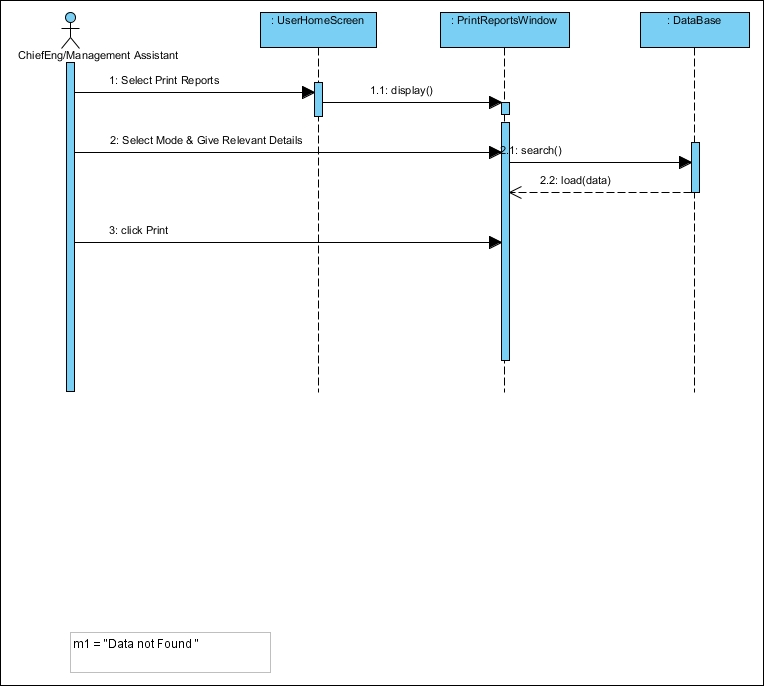 : UserHomeScreen
: PrintReportsWindow
: DataBase
ChiefEng/Management Assistant
1: Select Print Reports
1.1: display()
2: Select Mode & Give Relevant Details
2.1: search()
2.2: load(data)
3: click Print
m1 = "Data not Found "